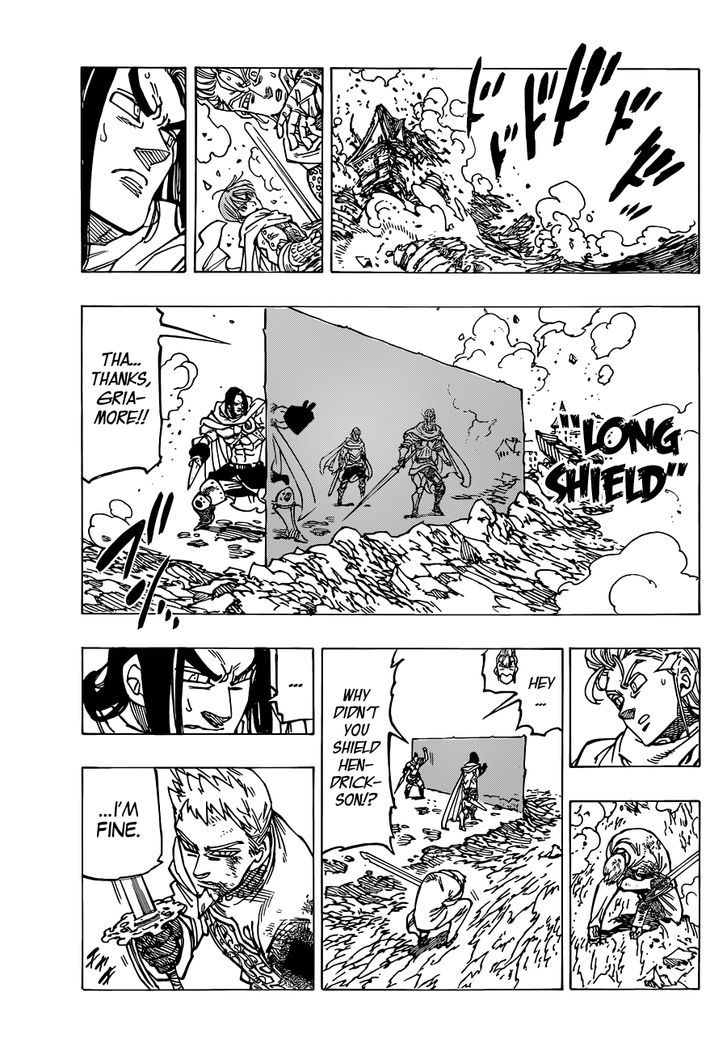 ドドドドド
"LONG
SHIELD"
THA...
THANKS,
GRIA-
MORE!!
HEY
...
WHY
DIDN'T
YOU
SHIELD
HEN-
DRICK-
SON!?
...
...I'M
FINE.